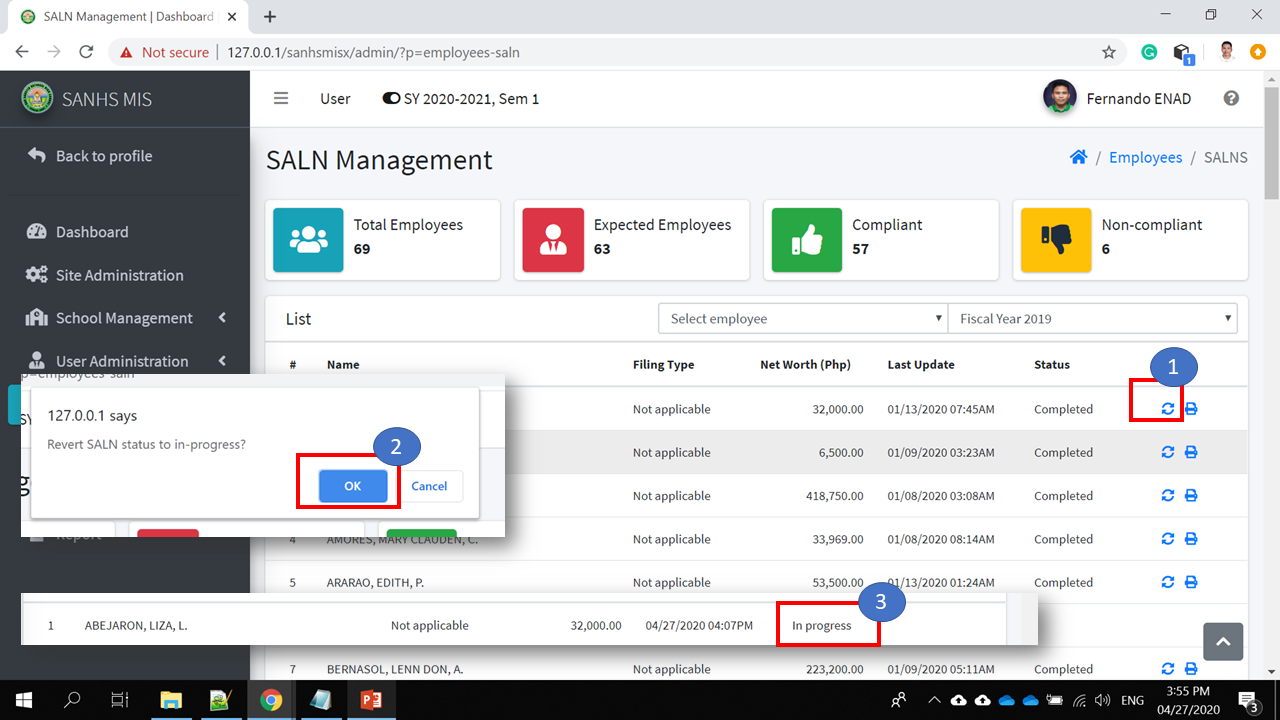 SALN Management | Dashboard
Not secure
127.0.0.1/sanhsmisx/admin/?p=employees-saln
1
SANHS MIS
User
SY 2020-2021, Sem 1
Fernando ENAD
Back to profile
SALN Management
/ Employees / SALNS
Dashboard
Total Employees
69
Expected Employees
63
Compliant
57
Non-compliant
6
Site Administration
School Management
User Administration
List
Select employee
Fiscal Year 2019
# Name Filing Type Net Worth (Php) Last Update Status
1
p=employees-saln
Not applicable 32,000.00 01/13/2020 07:45AM Completed
127.0.0.1 says
Revert SALN status to in-progress?
2
OK
Cancel
Not applicable 6,500.00 01/09/2020 03:23AM Completed
Not applicable 418,750.00 01/08/2020 03:08AM Completed
Report
4 AMORES, MARY CLAUDEN, C. Not applicable 33,969.00 01/08/2020 08:14AM Completed
5 ARARAO, EDITH, P. Not applicable 53,500.00 01/13/2020 01:24AM Completed
3
1 ABEJARON, LIZA, L. Not applicable 32,000.00 04/27/2020 04:07PM In progress
7 BERNASOL, LENN DON, A. Not applicable 223,200.00 01/09/2020 05:11AM Completed
ENG
3:55 PM
04/27/2020
3